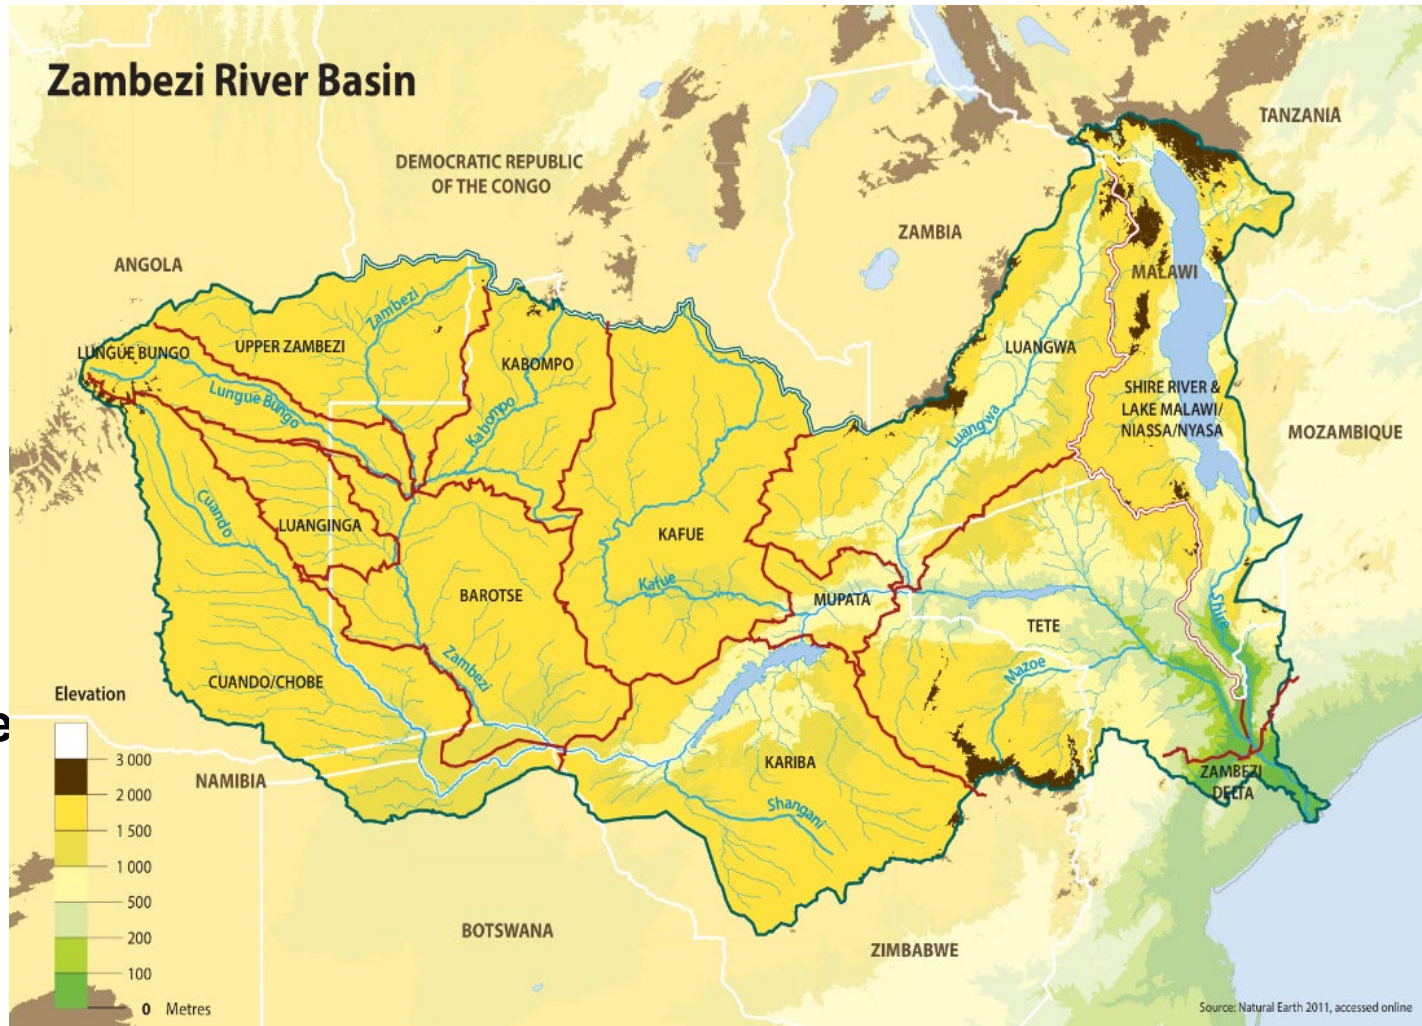 Zambezi River Basin
TANZANIA
DEMOCRATIC REPUBLIC
OF THE CONGO
ZAMBIA
ANGOLA
MALAWI
Zambezi
LUNGÚE BUNGO
UPPER ZAMBEZI
KABOMPO
LUANGWA
Lungue Bungo
Kabompo
Luangwa
SHIRE RIVER &
LAKE MALAWI/
NIASSA/NYASA
MOZAMBIQUE
Cuando
LUANGINGA
KAFUE
Kafue
BAROTSE
MUPATA
Shire
TETE
Zambezi
Mazoe
CUANDO/CHOBE
Elevation
e
3 000
2 000
1 500
1 000
500
200
100
0 Metres
NAMIBIA
KARIBA
ZAMBEZI
DELTA
Shangani
BOTSWANA
ZIMBABWE
Source: Natural Earth 2011, accessed online